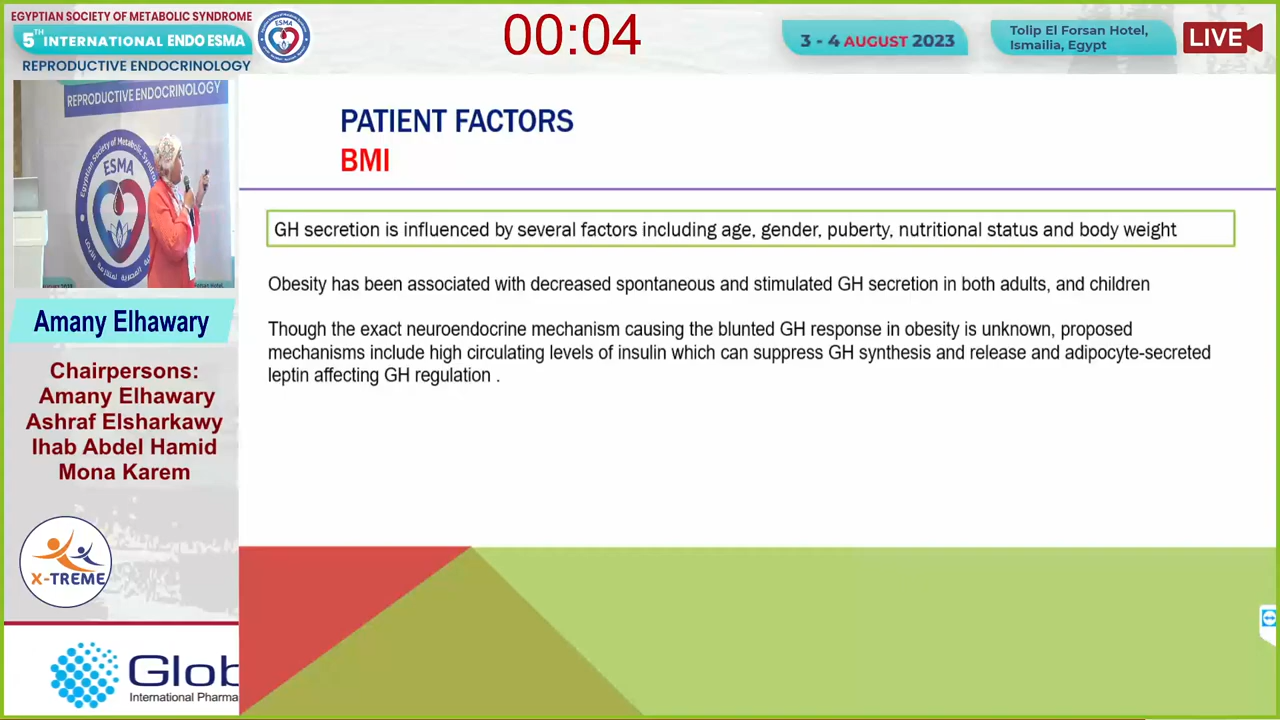 EGYPTIAN SOCIETY OF METABOLIC SYNDROME
5TH INTERNATIONAL ENDO ESMA
REPRODUCTIVE ENDOCRINOLOGY
ESMA
00:04
3 - 4 AUGUST 2023
Tolip El Forsan Hotel,
Ismailia, Egypt
LIVE
REPRODUCTIVE ENDOCRINOLOGY
Egyptian Society of Metabolic Syndrome
ESMA
Amany Elhawary
Chairpersons:
Amany Elhawary
Ashraf Elsharkawy
Ihab Abdel Hamid
Mona Karem
X-TREME
Glob
International Pharma
PATIENT FACTORS
BMI
GH secretion is influenced by several factors including age, gender, puberty, nutritional status and body weight
Obesity has been associated with decreased spontaneous and stimulated GH secretion in both adults, and children
Though the exact neuroendocrine mechanism causing the blunted GH response in obesity is unknown, proposed
mechanisms include high circulating levels of insulin which can suppress GH synthesis and release and adipocyte-secreted
leptin affecting GH regulation .